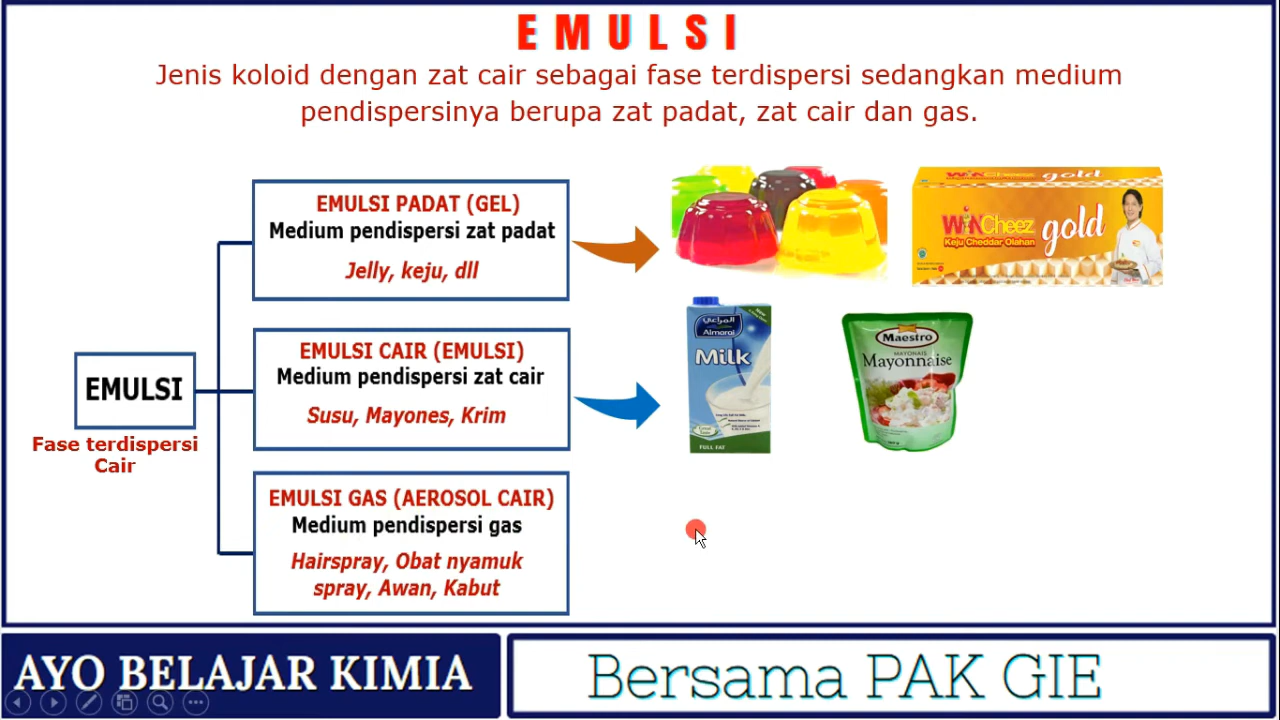 EMULSI
Jenis koloid dengan zat cair sebagai fase terdispersi sedangkan medium
pendispersinya berupa zat padat, zat cair dan gas.
EMULSI PADAT (GEL)
Medium pendispersi zat padat
Jelly, keju, dll
gold
WiNCheez
Keju Cheddar Olahan
gold
EMULSI CAIR (EMULSI)
Medium pendispersi zat cair
Susu, Mayones, Krim
المراعي
Almarai
Milk
FULL FAT
Maestro
MAYONAIS
Mayonnaise
EMULSI
Fase terdispersi
Cair
EMULSI GAS (AEROSOL CAIR)
Medium pendispersi gas
Hairspray, Obat nyamuk
spray, Awan, Kabut
AYO BELAJAR KIMIA
Bersama PAK GIE